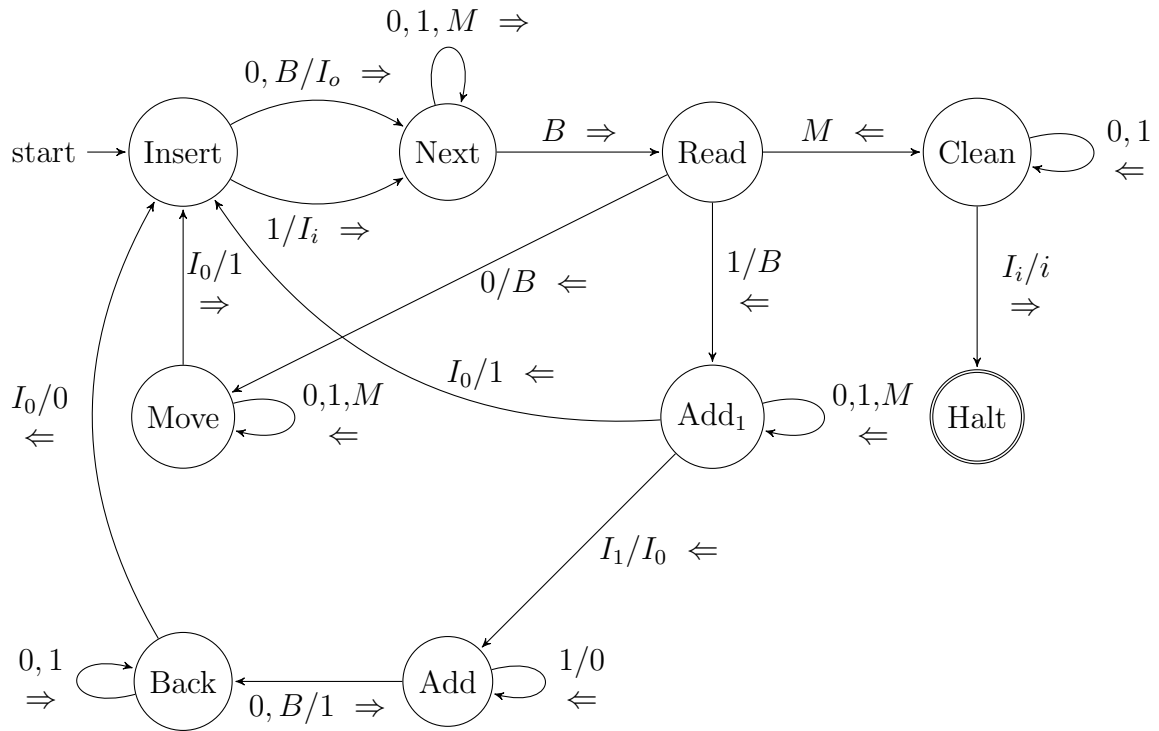 0, 1, M ⇒
0, B/I_o ⇒
start
Insert
Next
B ⇒
Read
M ⇐
Clean
0, 1
⇐
1/I_i ⇒
I_0/1
⇒
0/B ⇐
1/B
⇐
I_i/i
⇒
I_0/0
⇐
Move
0,1,M
⇐
I_0/1 ⇐
Add_1
0,1,M
⇐
Halt
I_1/I_0 ⇐
0, 1
⇒
Back
0, B/1 ⇒
Add
1/0
⇐